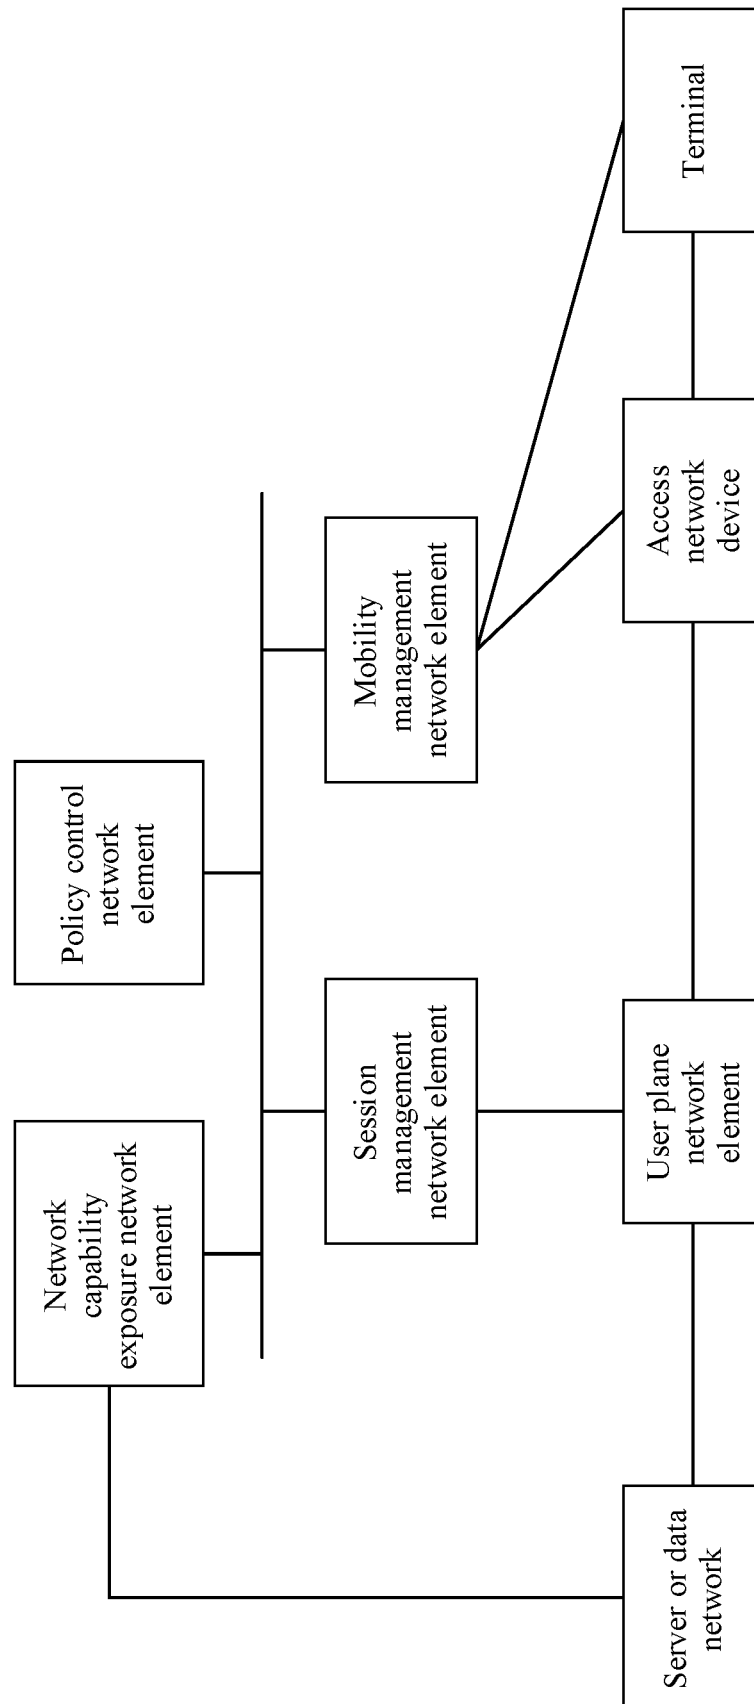 Network
capability
exposure network
element
Policy control
network
element
Session
management
network element
Mobility
management
network element
Server or data
network
User plane
network
element
Access
network
device
Terminal